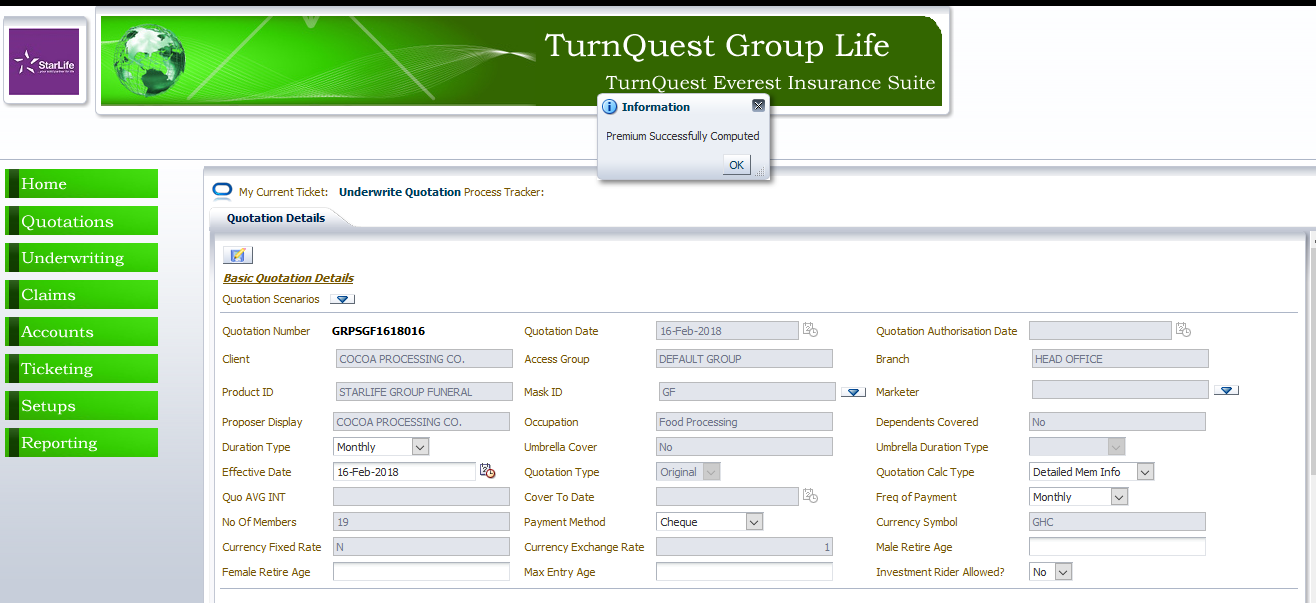 StarLife
TurnQuest Group Life
TurnQuest Everest Insurance Suite
Information
Premium Successfully Computed
OK
Home
Quotations
Underwriting
Claims
Accounts
Ticketing
Setups
Reporting
My Current Ticket: Underwrite Quotation Process Tracker:
Quotation Details
Basic Quotation Details
Quotation Scenarios
Quotation Number GRPSGF1618016 Quotation Date 16-Feb-2018 Quotation Authorisation Date
Client COCOA PROCESSING CO. Access Group DEFAULT GROUP Branch HEAD OFFICE
Product ID STARLIFE GROUP FUNERAL Mask ID GF Marketer
Proposer Display COCOA PROCESSING CO. Occupation Food Processing Dependents Covered No
Duration Type Monthly Umbrella Cover No Umbrella Duration Type
Effective Date 16-Feb-2018 Quotation Type Original Quotation Calc Type Detailed Mem Info
Quo AVG INT Cover To Date Freq of Payment Monthly
No Of Members 19 Payment Method Cheque Currency Symbol GHC
Currency Fixed Rate N Currency Exchange Rate 1 Male Retire Age
Female Retire Age Max Entry Age Investment Rider Allowed? No